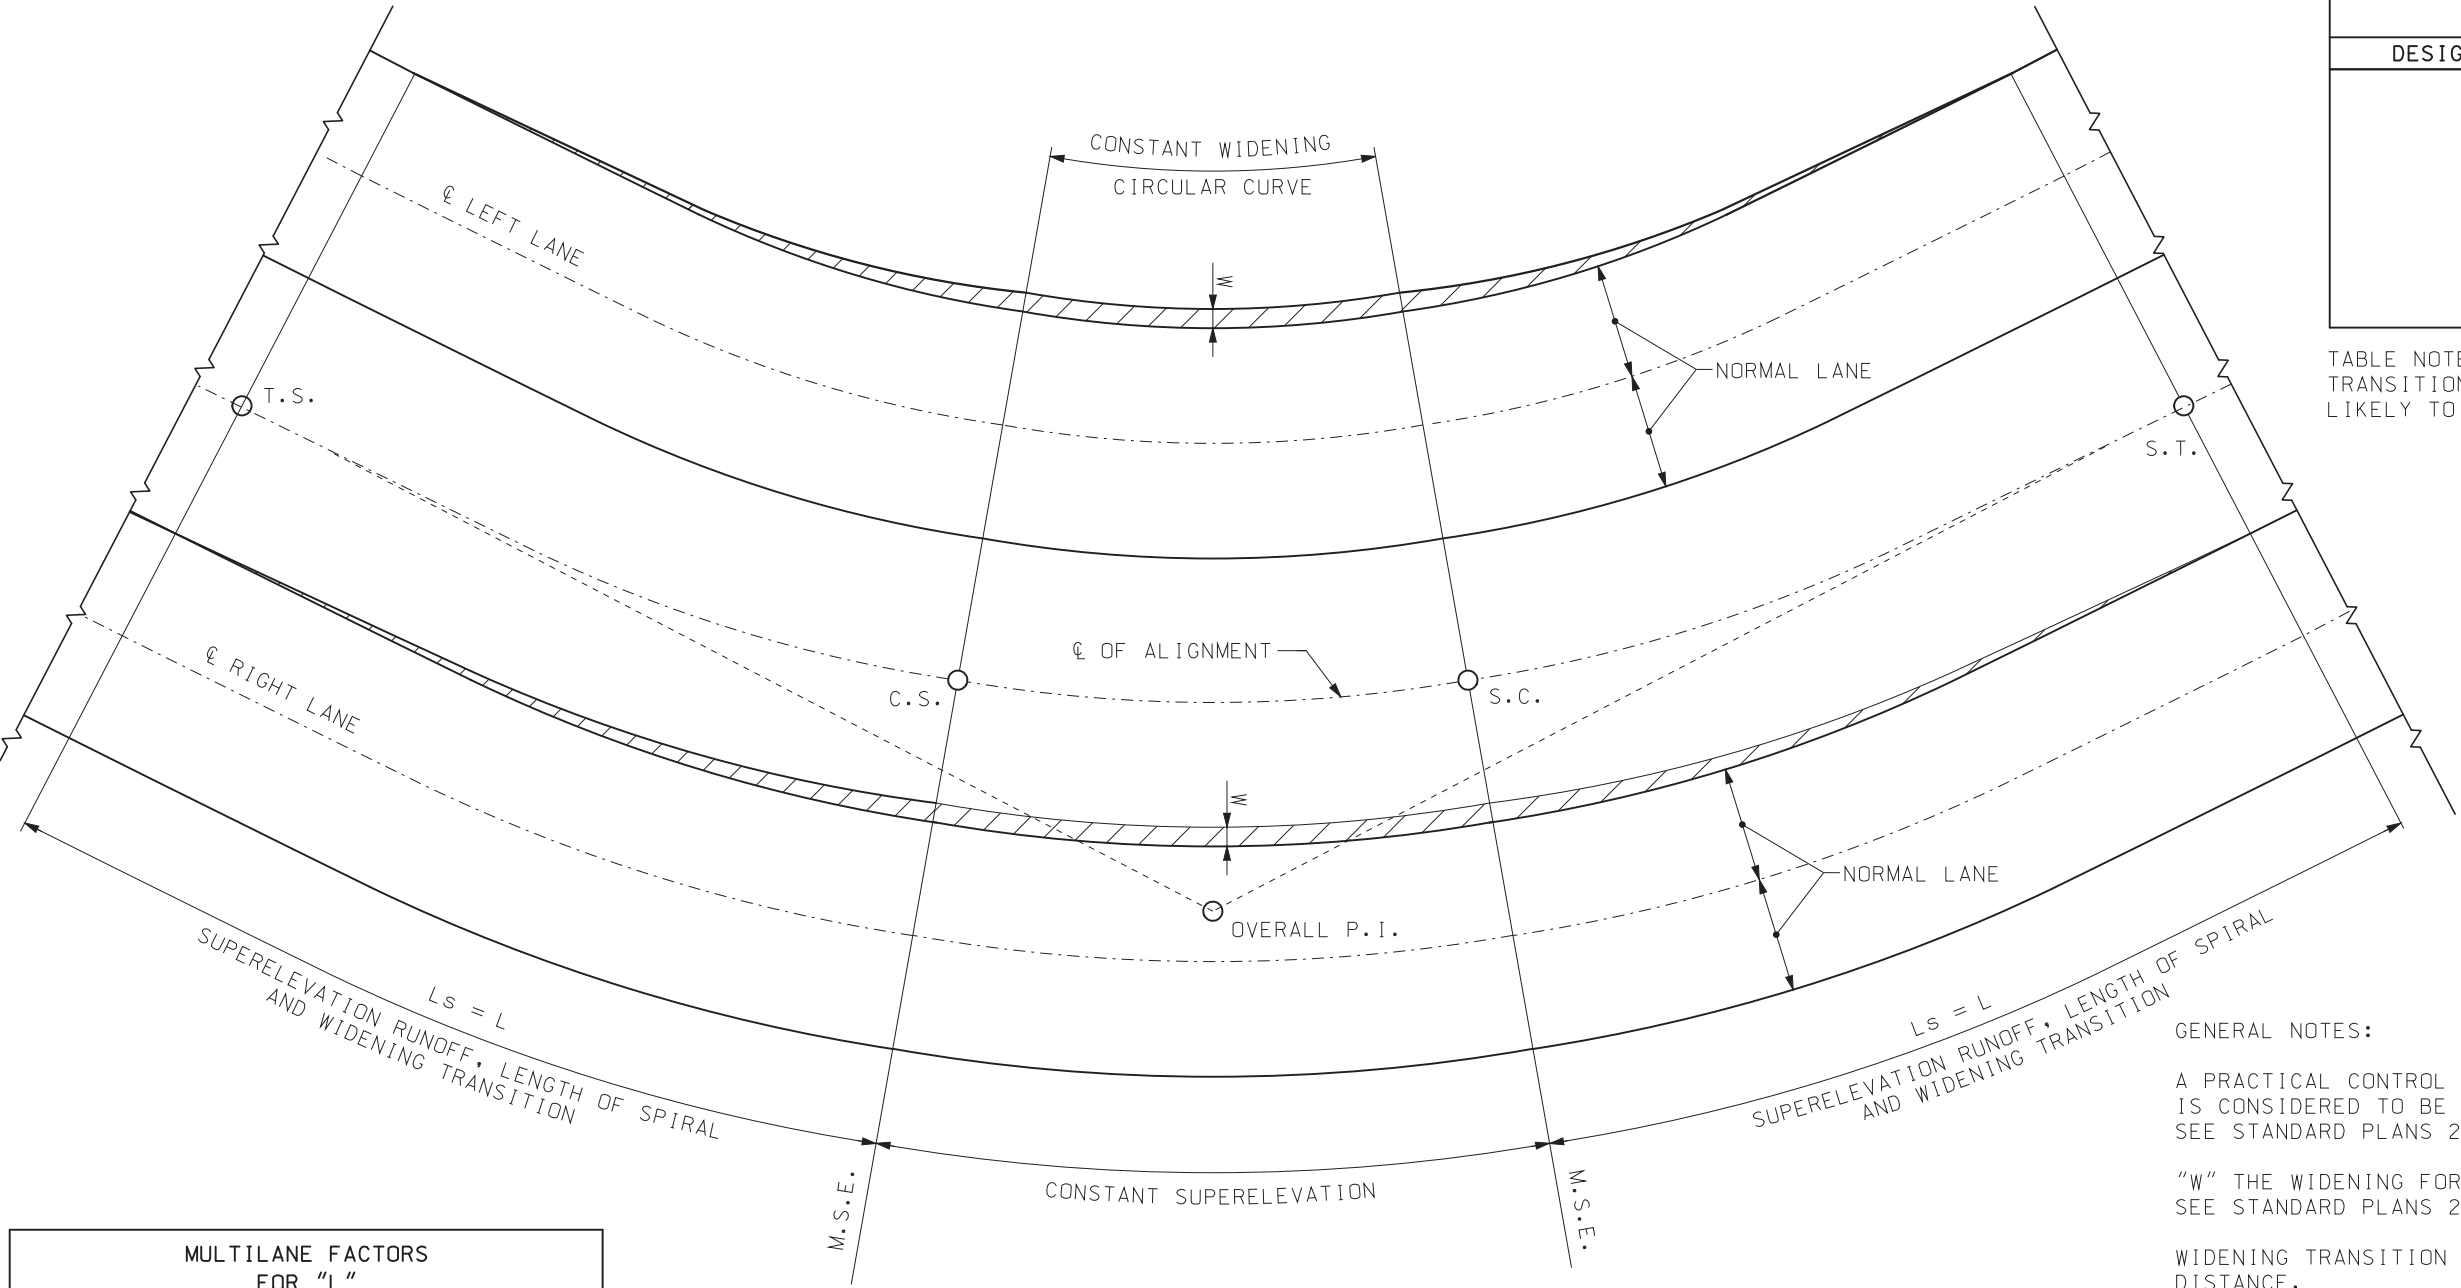 DESIG
CONSTANT WIDENING
CIRCULAR CURVE
℄ LEFT LANE
W
NORMAL LANE
TABLE NOTE
TRANSITION
LIKELY TO
T.S.
S.T.
℄ OF ALIGNMENT
℄ RIGHT LANE
C.S.
S.C.
W
NORMAL LANE
OVERALL P.I.
Ls = L
SUPERELEVATION RUNOFF, LENGTH OF SPIRAL
AND WIDENING TRANSITION
Ls = L
SUPERELEVATION RUNOFF, LENGTH OF SPIRAL
AND WIDENING TRANSITION
M.S.E.
CONSTANT SUPERELEVATION
M.S.E.
GENERAL NOTES:
A PRACTICAL CONTROL
IS CONSIDERED TO BE
SEE STANDARD PLANS 2
"W" THE WIDENING FOR
SEE STANDARD PLANS 2
WIDENING TRANSITION
DISTANCE.
MULTILANE FACTORS
FOR "L"